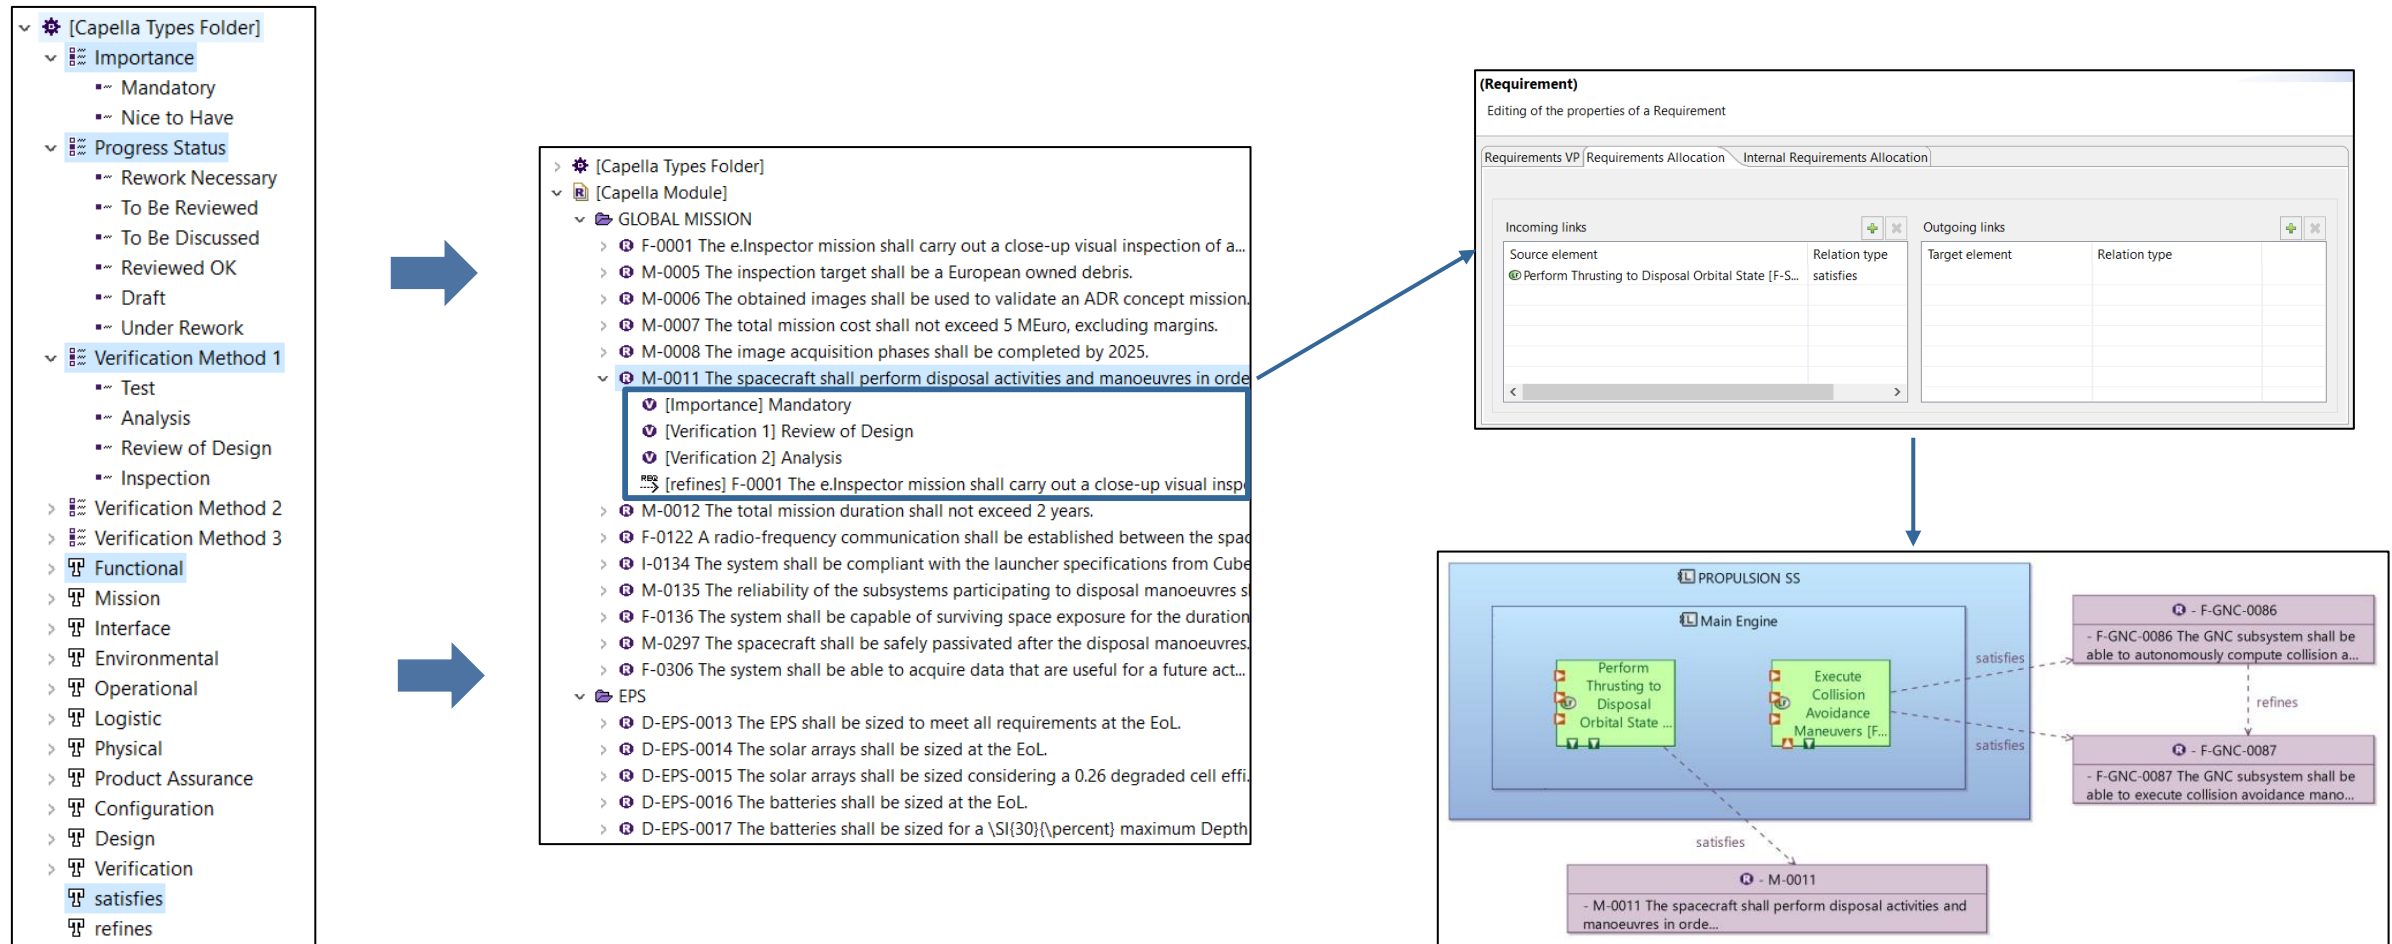 [Capella Types Folder]
Importance
Mandatory
Nice to Have
Progress Status
Rework Necessary
To Be Reviewed
To Be Discussed
Reviewed OK
Draft
Under Rework
Verification Method 1
Test
Analysis
Review of Design
Inspection
Verification Method 2
Verification Method 3
Functional
Mission
Interface
Environmental
Operational
Logistic
Physical
Product Assurance
Configuration
Design
Verification
satisfies
refines
[Capella Types Folder]
[Capella Module]
GLOBAL MISSION
F-0001 The e.Inspector mission shall carry out a close-up visual inspection of a...
M-0005 The inspection target shall be a European owned debris.
M-0006 The obtained images shall be used to validate an ADR concept mission.
M-0007 The total mission cost shall not exceed 5 MEuro, excluding margins.
M-0008 The image acquisition phases shall be completed by 2025.
M-0011 The spacecraft shall perform disposal activities and manoeuvres in orde
[Importance] Mandatory
[Verification 1] Review of Design
[Verification 2] Analysis
[refines] F-0001 The e.Inspector mission shall carry out a close-up visual insp
M-0012 The total mission duration shall not exceed 2 years.
F-0122 A radio-frequency communication shall be established between the spac
I-0134 The system shall be compliant with the launcher specifications from Cube
M-0135 The reliability of the subsystems participating to disposal manoeuvres s
F-0136 The system shall be capable of surviving space exposure for the duration
M-0297 The spacecraft shall be safely passivated after the disposal manoeuvres.
F-0306 The system shall be able to acquire data that are useful for a future act...
EPS
D-EPS-0013 The EPS shall be sized to meet all requirements at the EoL.
D-EPS-0014 The solar arrays shall be sized at the EoL.
D-EPS-0015 The solar arrays shall be sized considering a 0.26 degraded cell effi.
D-EPS-0016 The batteries shall be sized at the EoL.
D-EPS-0017 The batteries shall be sized for a \SI{30}{\percent} maximum Depth
(Requirement)
Editing of the properties of a Requirement
Requirements VP Requirements Allocation Internal Requirements Allocation
Incoming links
Source element Relation type
Perform Thrusting to Disposal Orbital State [F-S... satisfies
Outgoing links
Target element Relation type
PROPULSION SS
Main Engine
Perform
Thrusting to
Disposal
Orbital State ...
Execute
Collision
Avoidance
Maneuvers [F...
satisfies
satisfies
satisfies
refines
- F-GNC-0086
- F-GNC-0086 The GNC subsystem shall be
able to autonomously compute collision a...
- F-GNC-0087
- F-GNC-0087 The GNC subsystem shall be
able to execute collision avoidance mano...
- M-0011
- M-0011 The spacecraft shall perform disposal activities and
manoeuvres in orde...